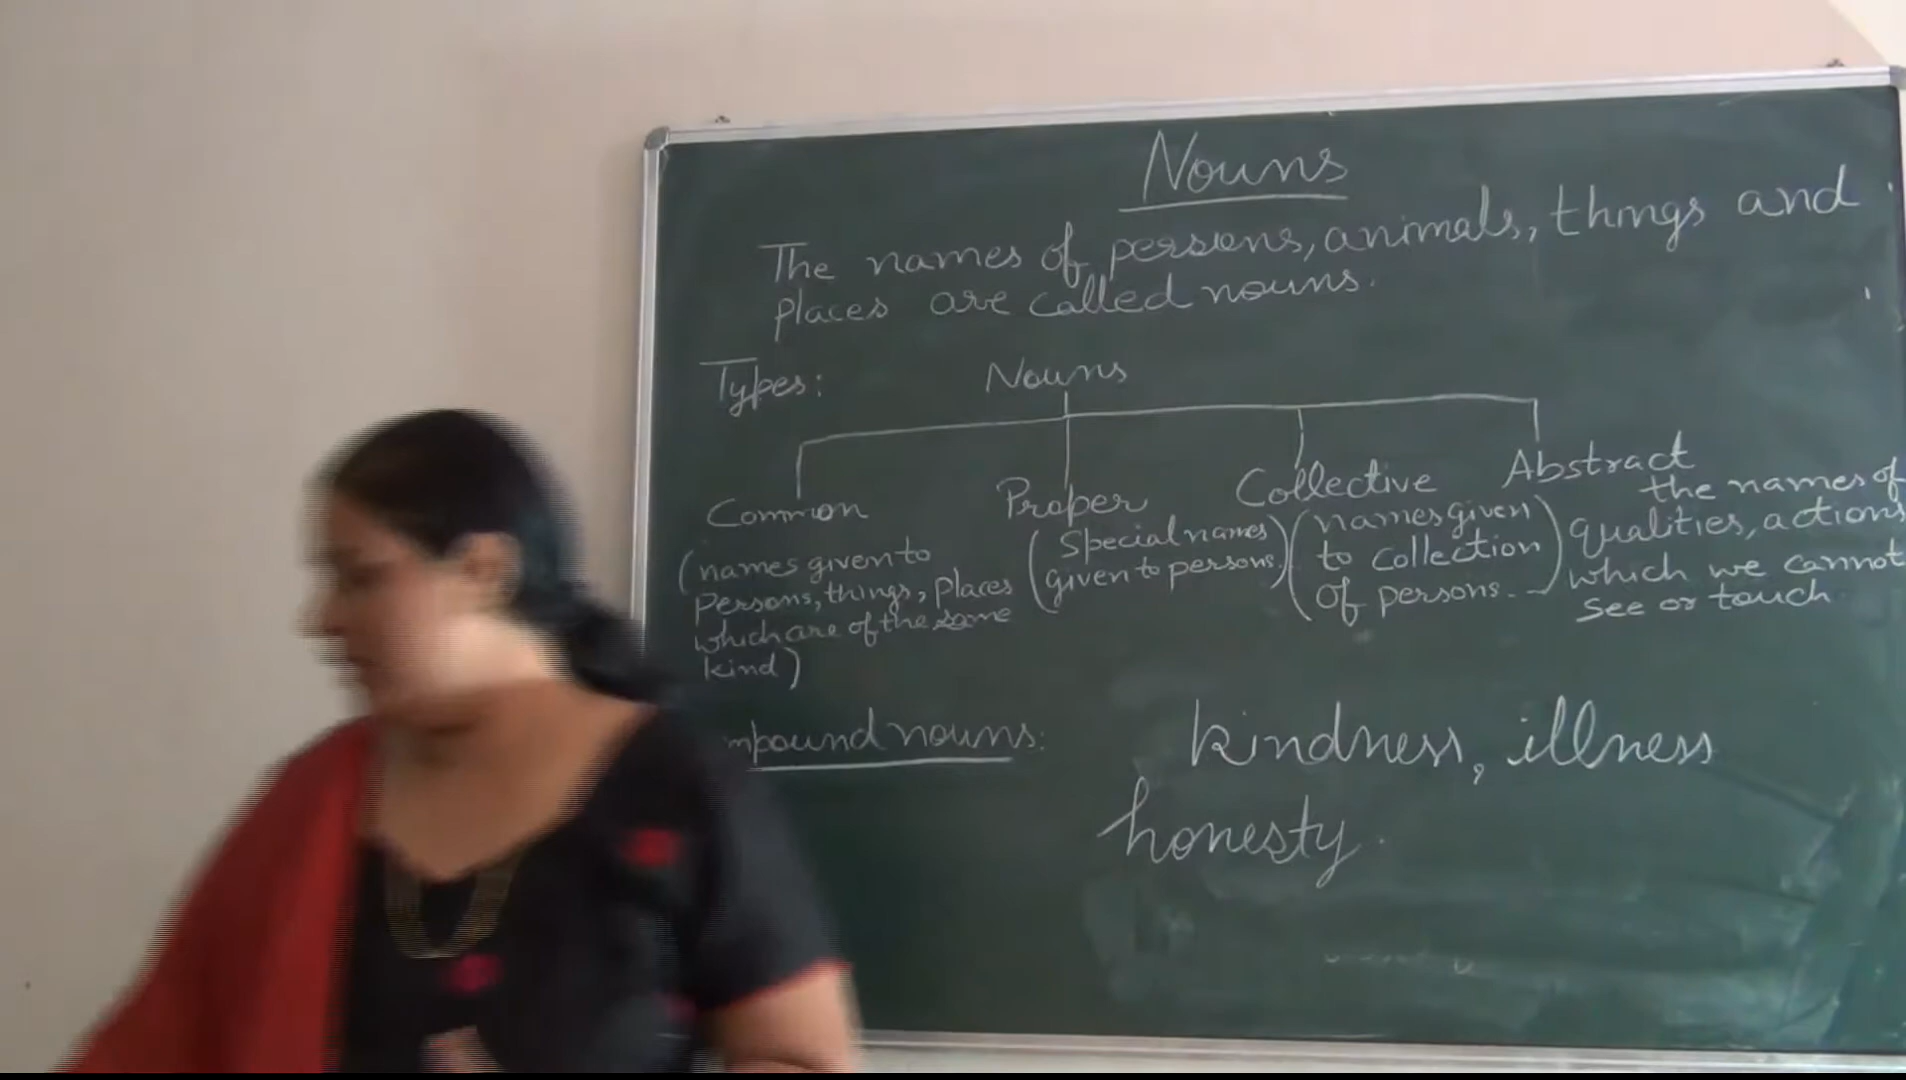 Nouns
The names of persons, animals, things and
places are called nouns.
Types:
Nouns
Common
(names given to
persons, things, places
which are of the same
kind)
Proper
(Special names
given to persons.)
Collective
(names given
to collection
of persons..)
Abstract
the names of
qualities, actions
which we cannot
see or touch
mpound nouns:
kindness, illness
honesty.